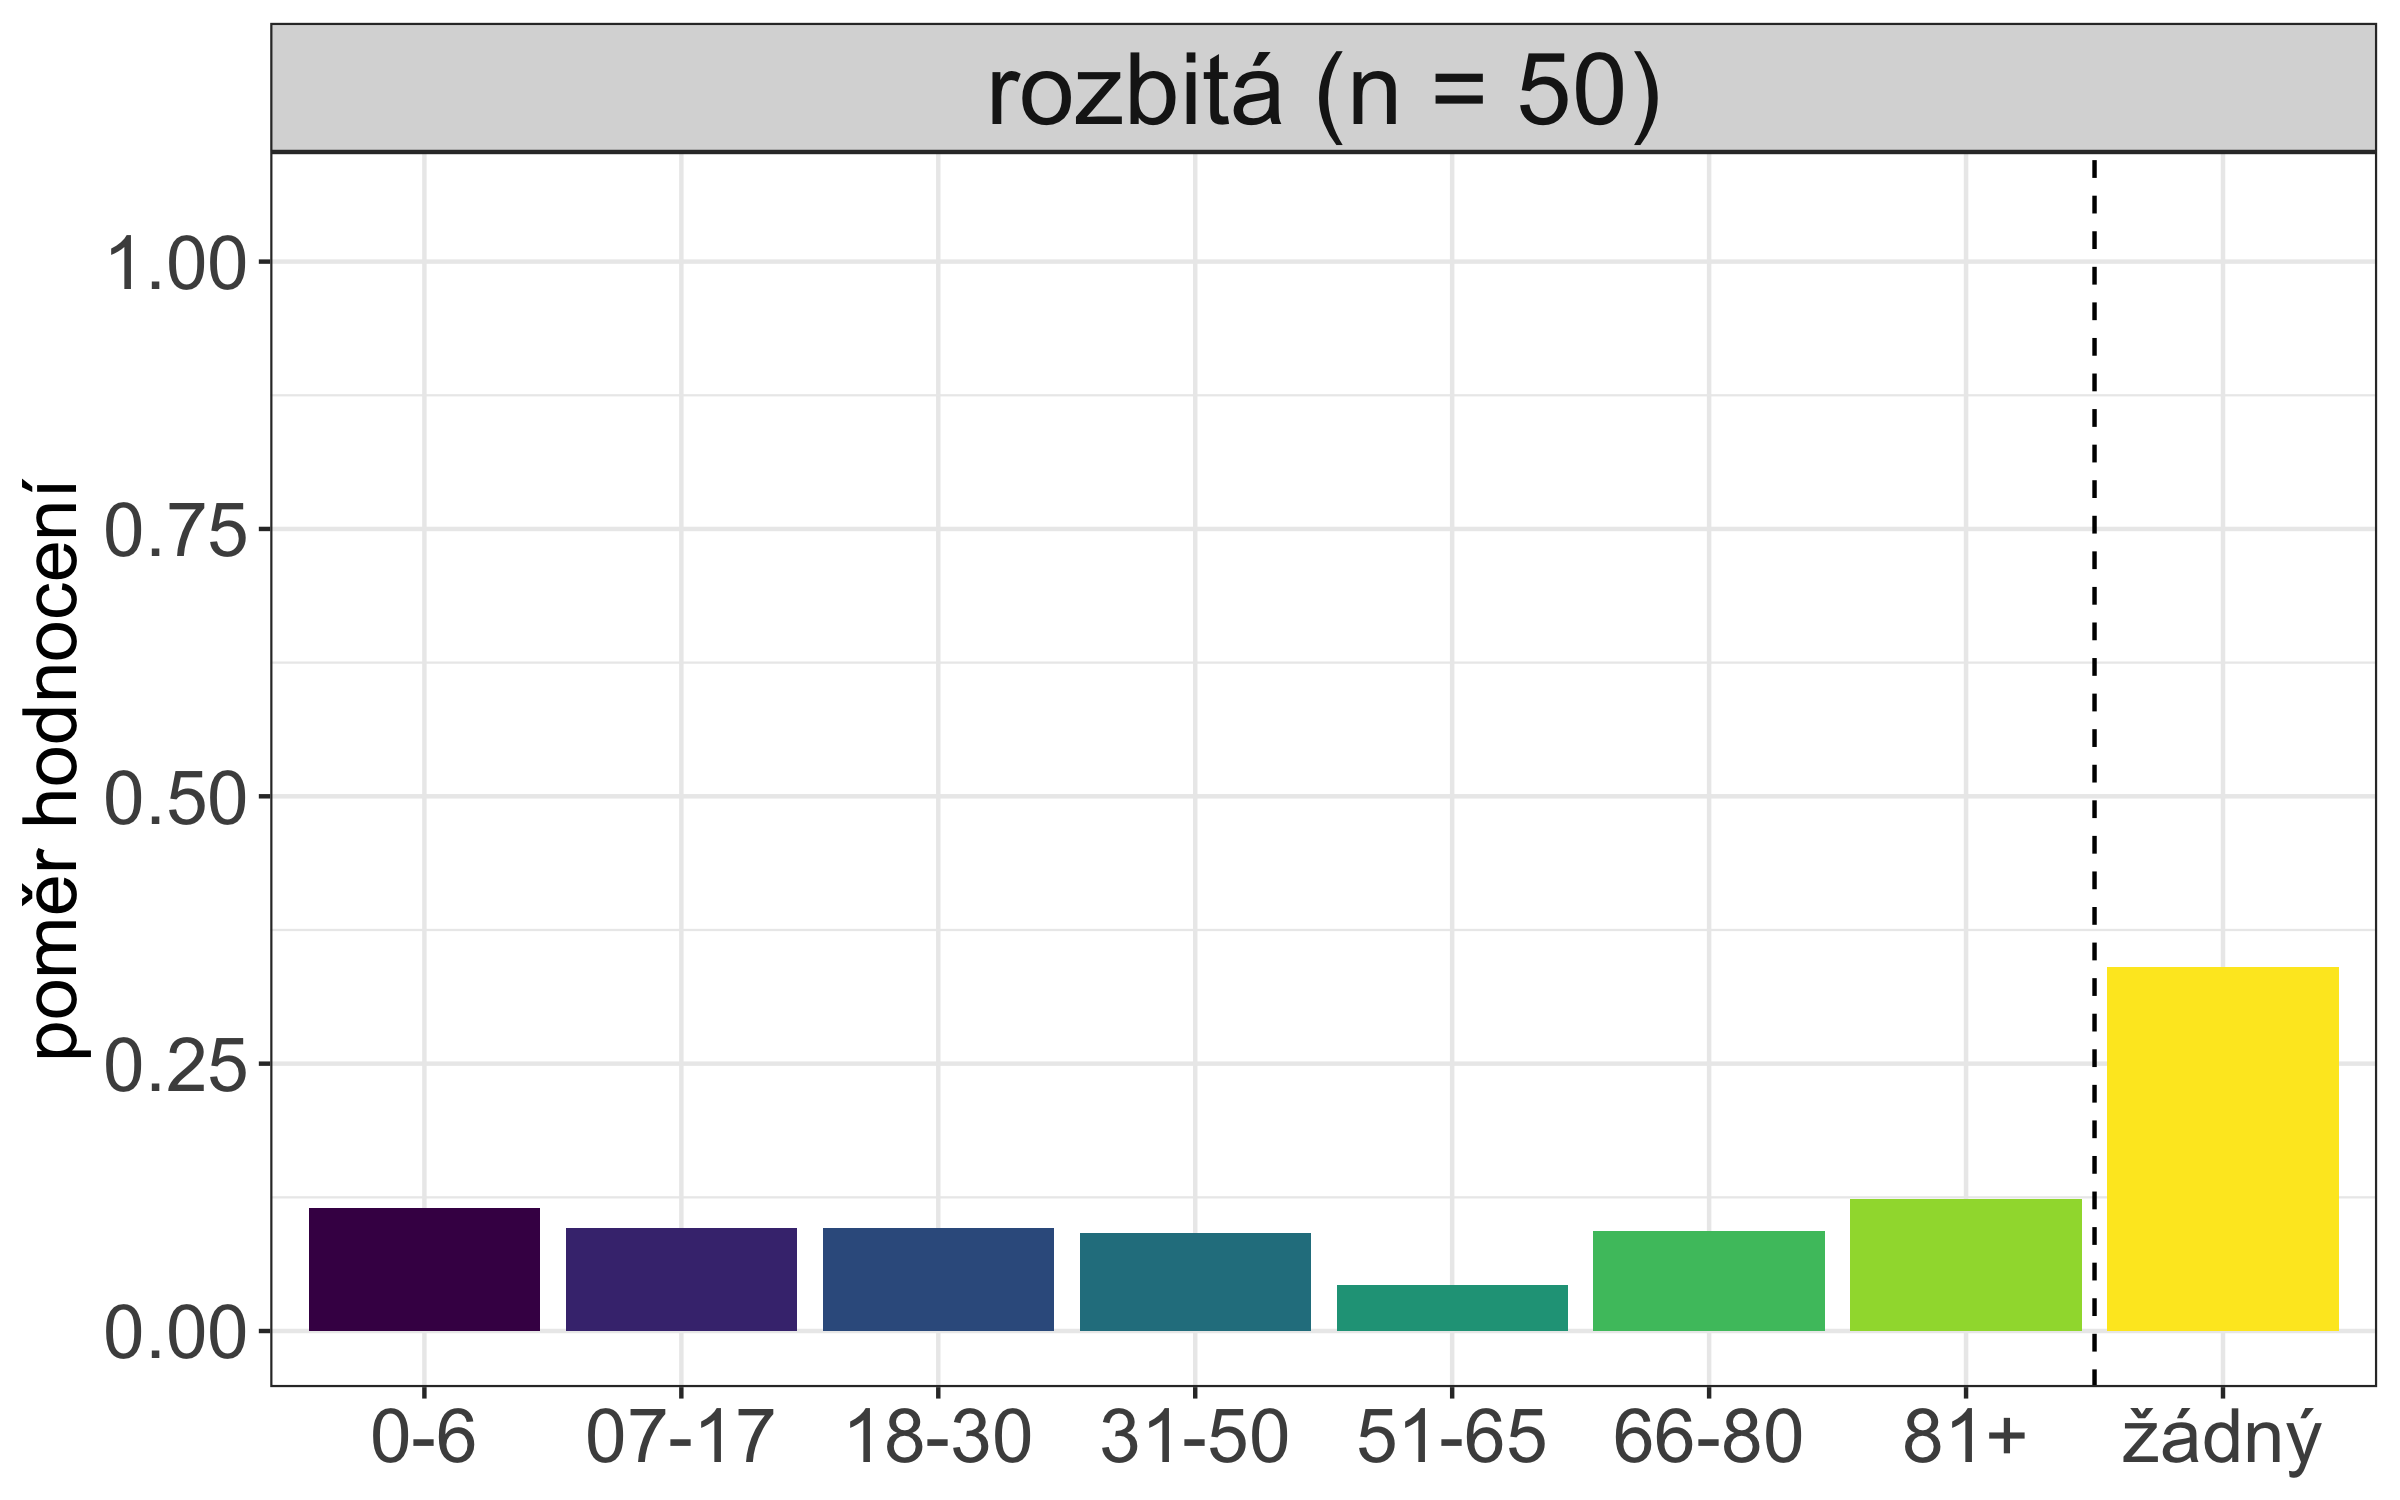 rozbitá (n = 50)
poměr hodnocení
1.00
0.75
0.50
0.25
0.00
0-6 07-17 18-30 31-50 51-65 66-80 81+ žádný